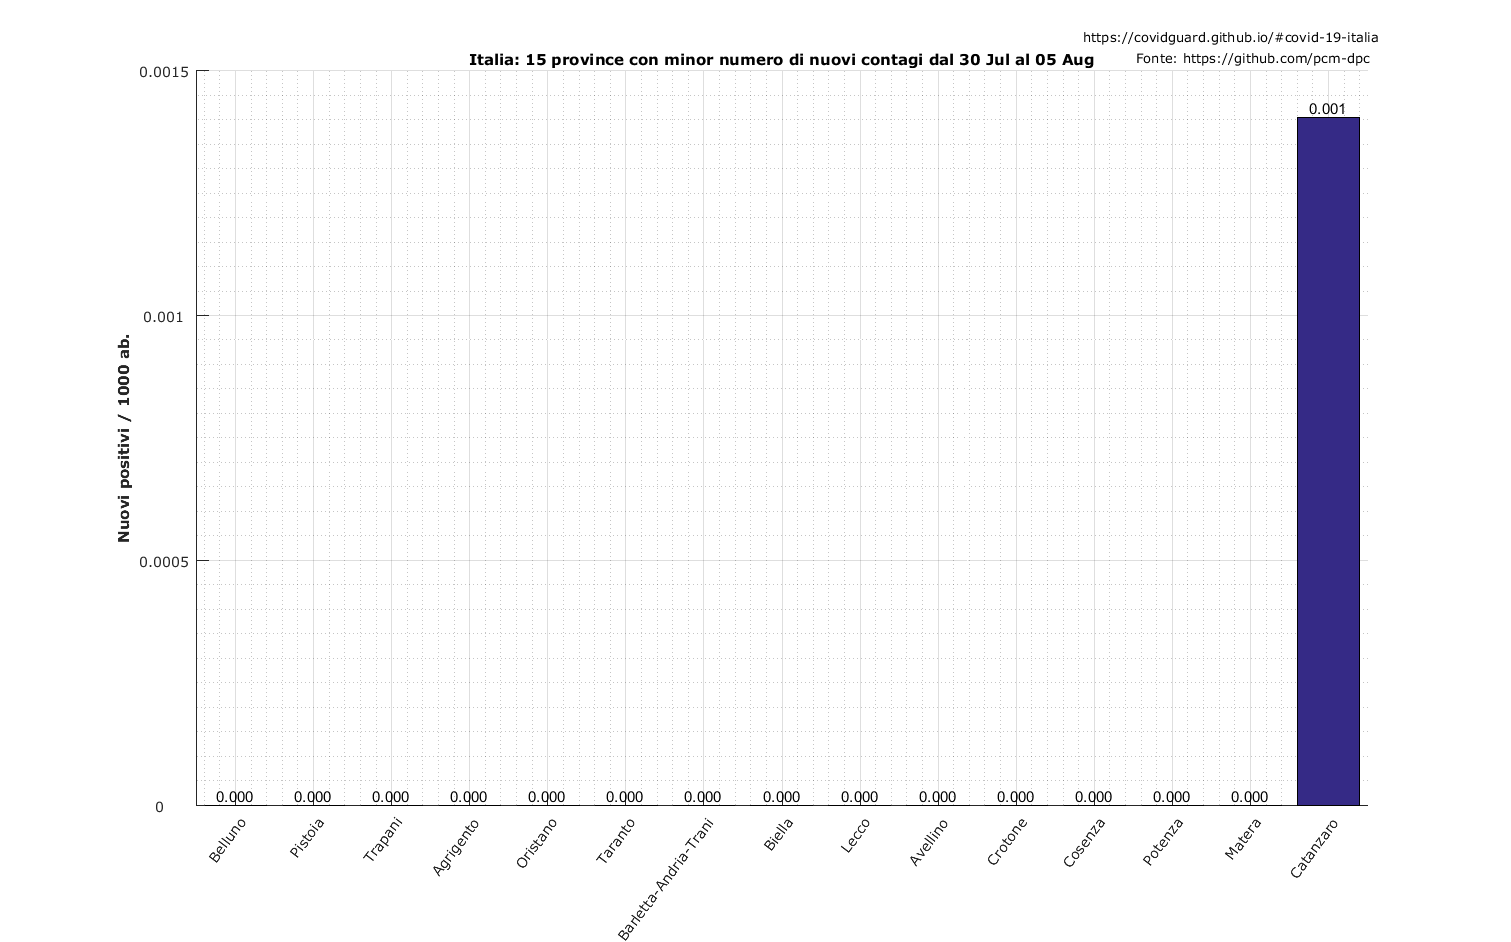 https://covidguard.github.io/#covid-19-italia
Italia: 15 province con minor numero di nuovi contagi dal 30 Jul al 05 Aug
Fonte: https://github.com/pcm-dpc
0.0015
0.001
0.0005
0
Nuovi positivi / 1000 ab.
0.000 0.000 0.000 0.000 0.000 0.000 0.000 0.000 0.000 0.000 0.000 0.000 0.000 0.000
0.001
Belluno
Pistoia
Trapani
Agrigento
Oristano
Taranto
Barletta-Andria-Trani
Biella
Lecco
Avellino
Crotone
Cosenza
Potenza
Matera
Catanzaro